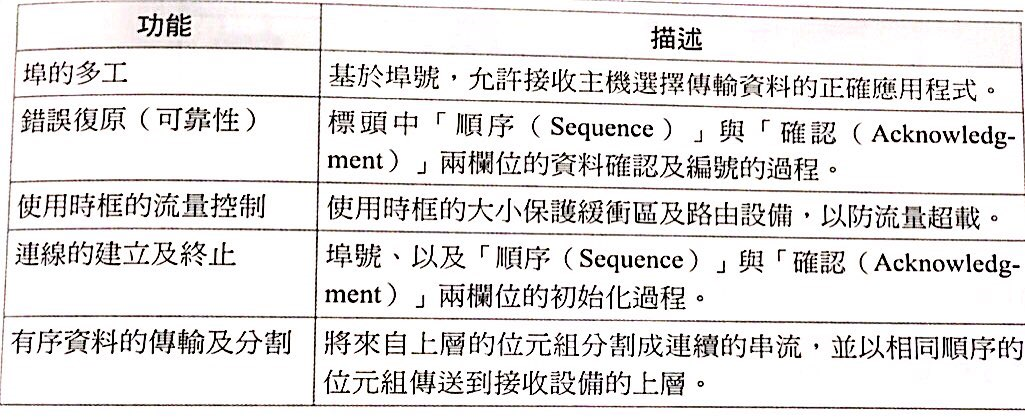 功能 描述
埠的多工 基於埠號，允許接收主機選擇傳輸資料的正確應用程式。
錯誤復原（可靠性） 標頭中「順序（Sequence）」與「確認（Acknowledg-
ment）」兩欄位的資料確認及編號的過程。
使用時框的流量控制 使用時框的大小保護緩衝區及路由設備，以防流量超載。
連線的建立及終止 埠號、以及「順序（Sequence）」與「確認（Acknowledg-
ment）」兩欄位的初始化過程。
有序資料的傳輸及分割 將來自上層的位元組分割成連續的串流，並以相同順序的
位元組傳送到接收設備的上層。